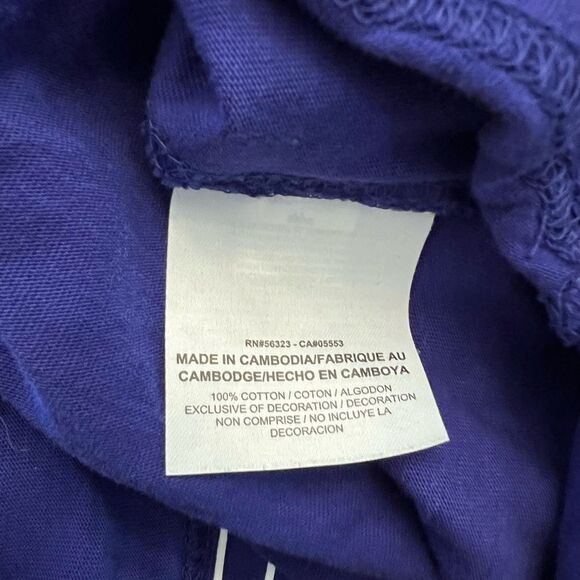 RN#56323 - CA#05553
MADE IN CAMBODIA/FABRIQUE AU
CAMBODGE/HECHO EN CAMBOYA
100% COTTON / COTON / ALGODON
EXCLUSIVE OF DECORATION / DECORATION
NON COMPRISE / NO INCLUYE LA
DECORACION